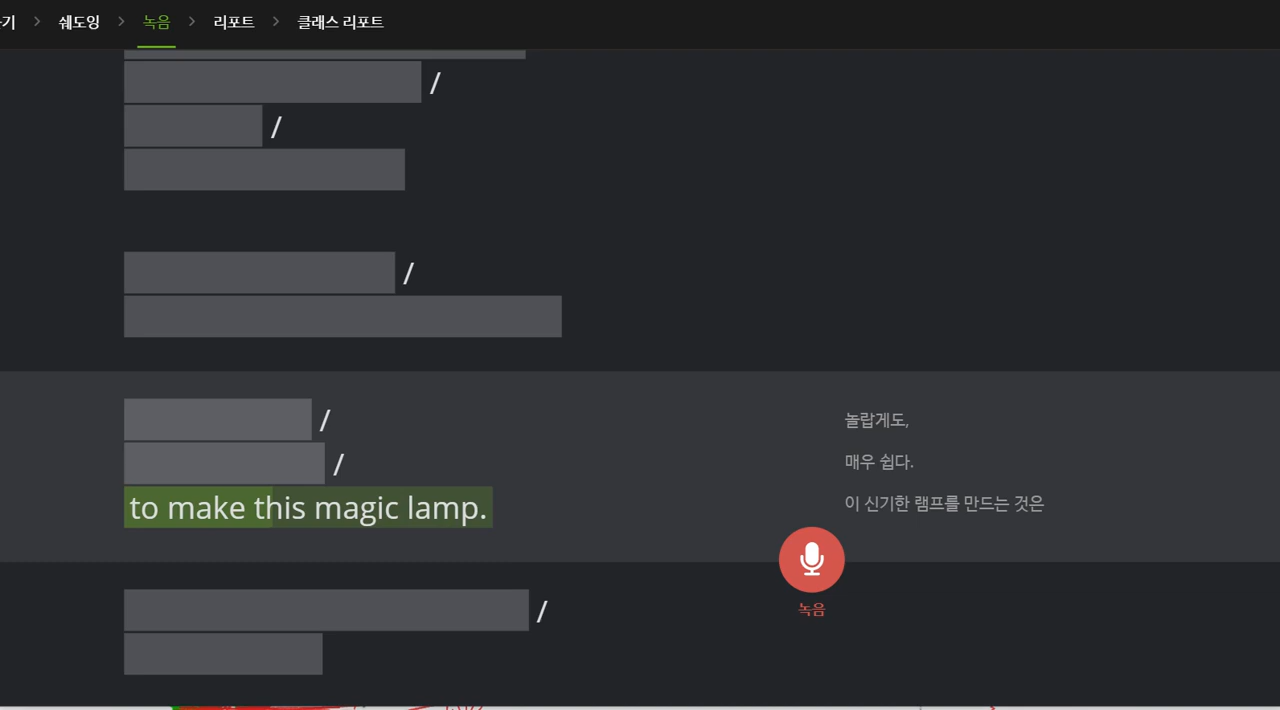 기 > 쉐도잉 > 녹음 > 리포트 > 클래스 리포트
/
/
/
/
/
to make this magic lamp.
놀랍게도,
매우 쉽다.
이 신기한 램프를 만드는 것은
녹음
/